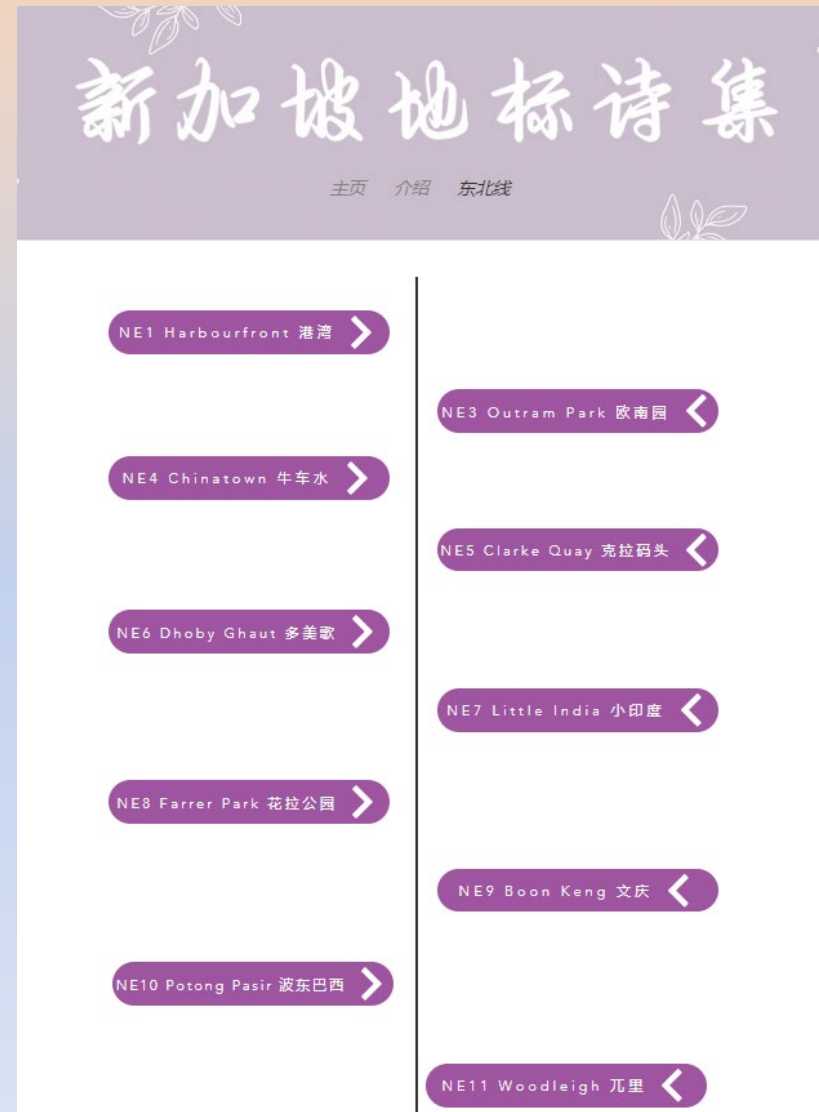 新加坡地标诗集
主页 介绍 东北线
NE1 Harbourfront 港湾
NE3 Outram Park 欧南园
NE4 Chinatown 牛车水
NE5 Clarke Quay 克拉码头
NE6 Dhoby Ghaut 多美歌
NE7 Little India 小印度
NE8 Farrer Park 花拉公园
NE9 Boon Keng 文庆
NE10 Potong Pasir 波东巴西
NE11 Woodleigh 兀里